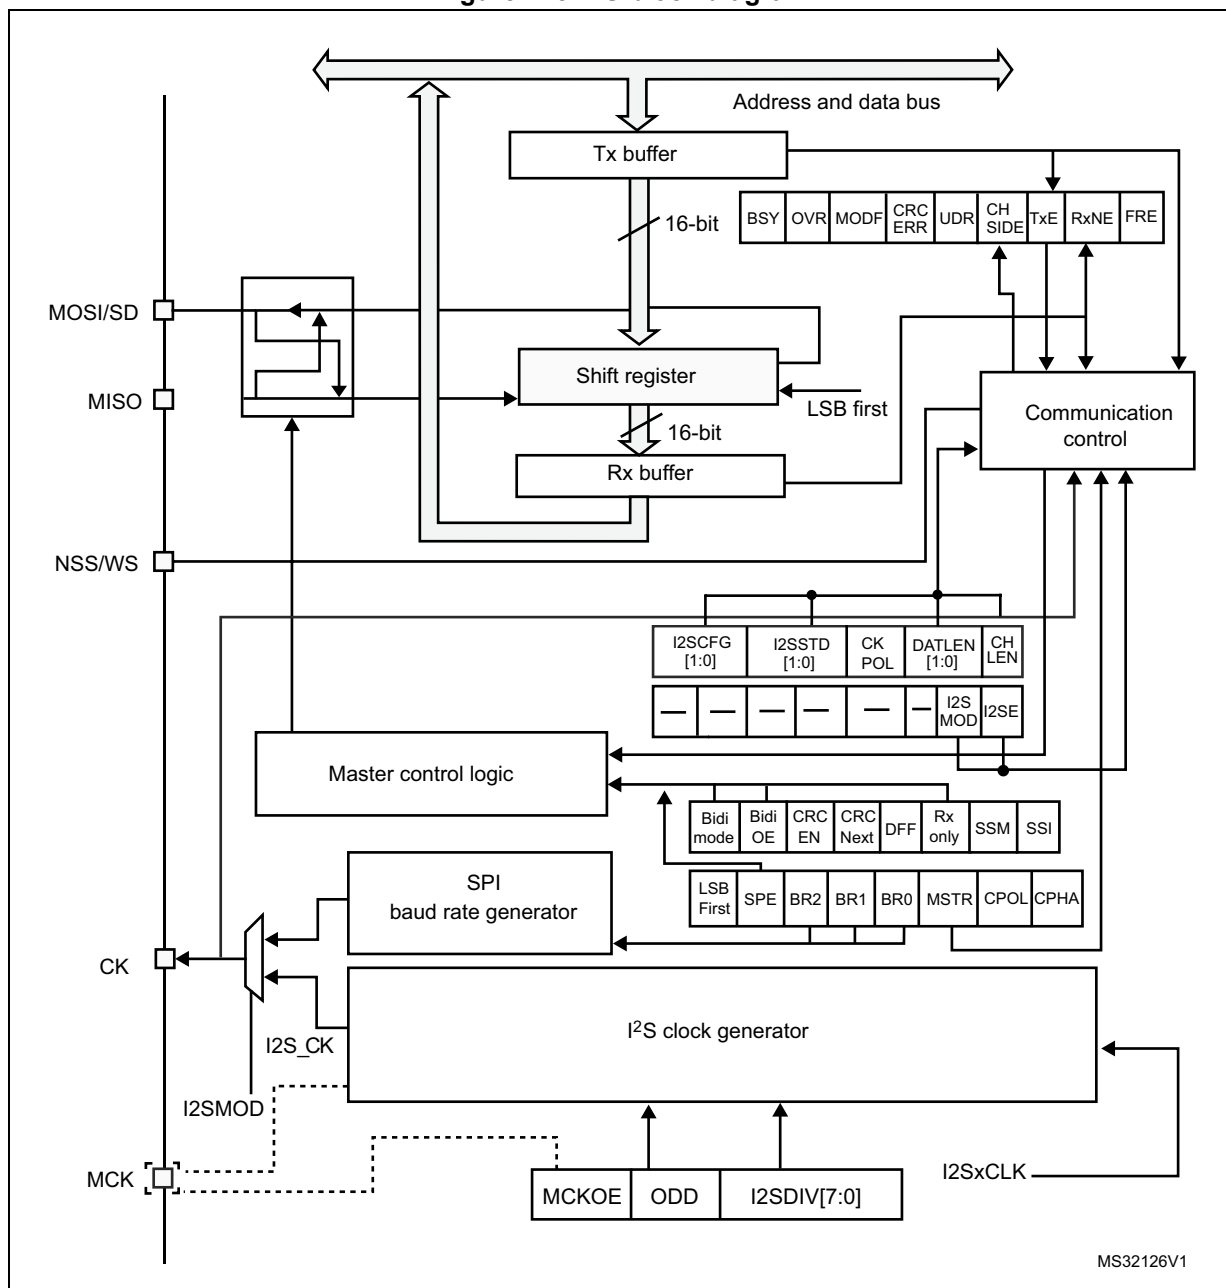 Address and data bus
Tx buffer
16-bit
BSY OVR MODF CRC ERR UDR CH SIDE TxE RxNE FRE
MOSI/SD
Shift register
MISO
LSB first
Communication
control
16-bit
Rx buffer
NSS/WS
I2SCFG [1:0] I2SSTD [1:0] CK POL DATLEN [1:0] CH LEN
I2S MOD I2SE
Master control logic
Bidi mode Bidi OE CRC EN CRC Next DFF Rx only SSM SSI
SPI
baud rate generator
LSB First SPE BR2 BR1 BR0 MSTR CPOL CPHA
CK
I2S clock generator
I2S_CK
I2SMOD
MCK
I2SxCLK
MCKOE ODD I2SDIV[7:0]
MS32126V1